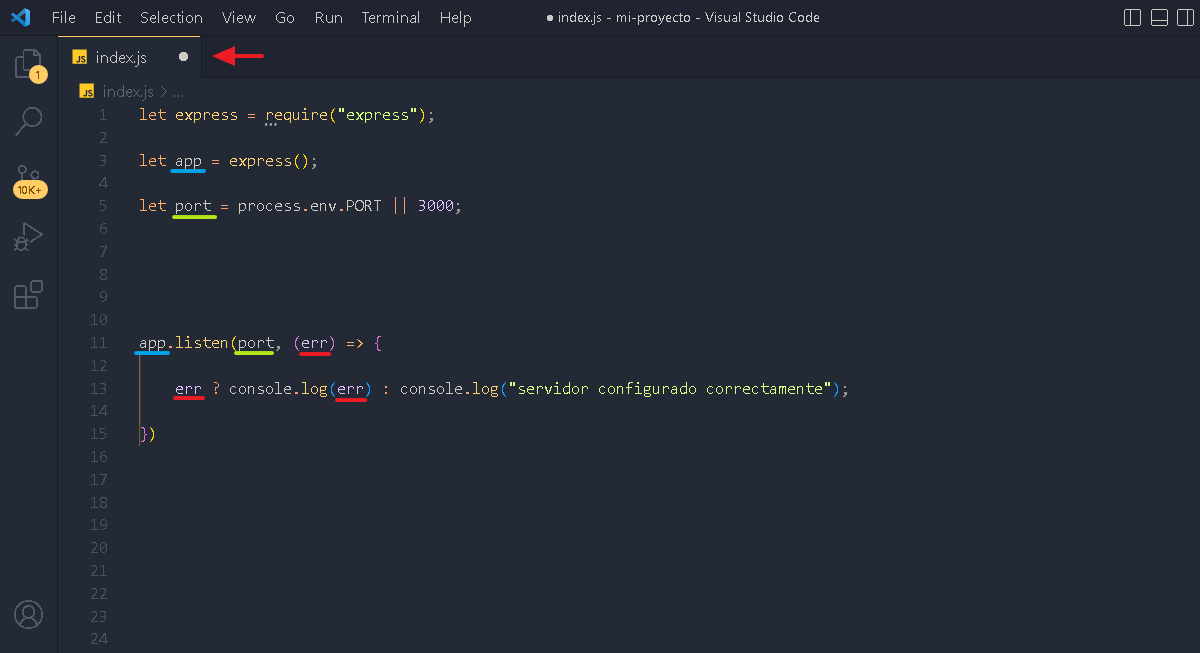 File Edit Selection View Go Run Terminal Help ● index.js - mi-proyecto - Visual Studio Code
JS index.js ●
1
JS index.js > ...
1 let express = require("express");
2
3 let app = express();
4
10K+
5 let port = process.env.PORT || 3000;
6
7
8
9
10
11 app.listen(port, (err) => {
12
13 err ? console.log(err) : console.log("servidor configurado correctamente");
14
15 })
16
17
18
19
20
21
22
23
24